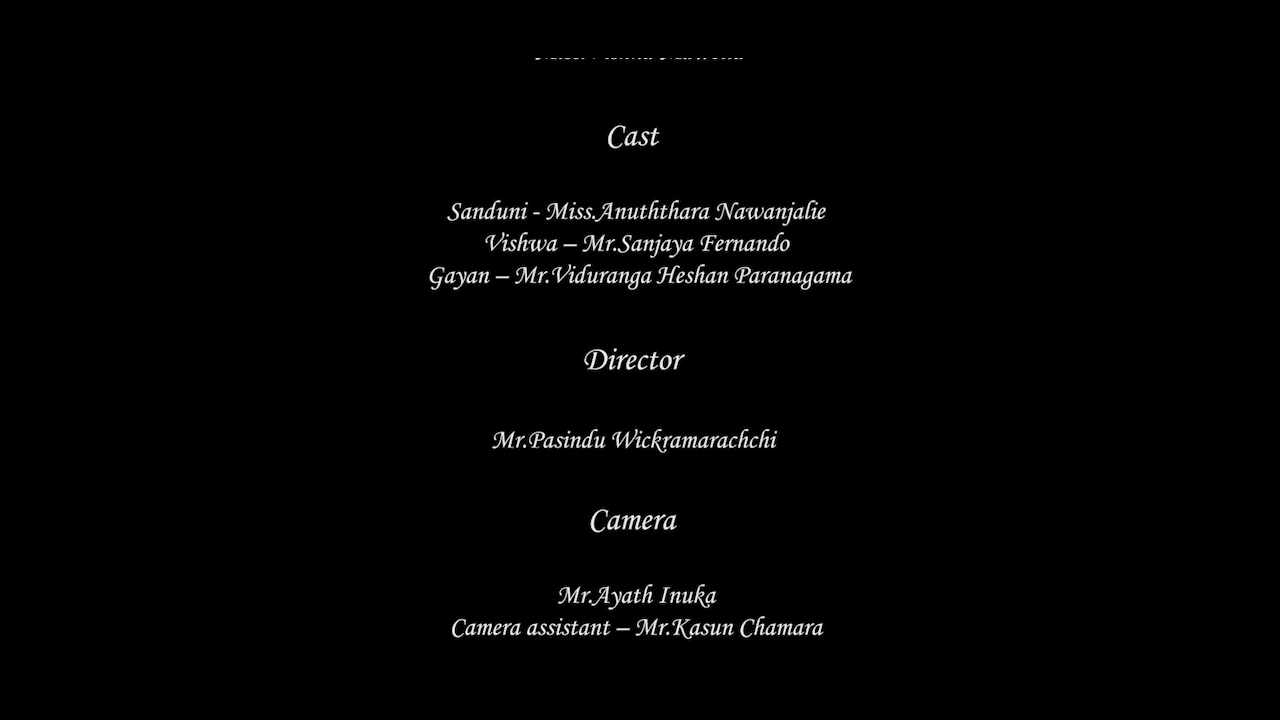 Cast
Sanduni - Miss.Anuththara Nawanjalie
Vishwa – Mr.Sanjaya Fernando
Gayan – Mr.Viduranga Heshan Paranagama
Director
Mr.Pasindu Wickramarachchi
Camera
Mr.Ayath Inuka
Camera assistant – Mr.Kasun Chamara